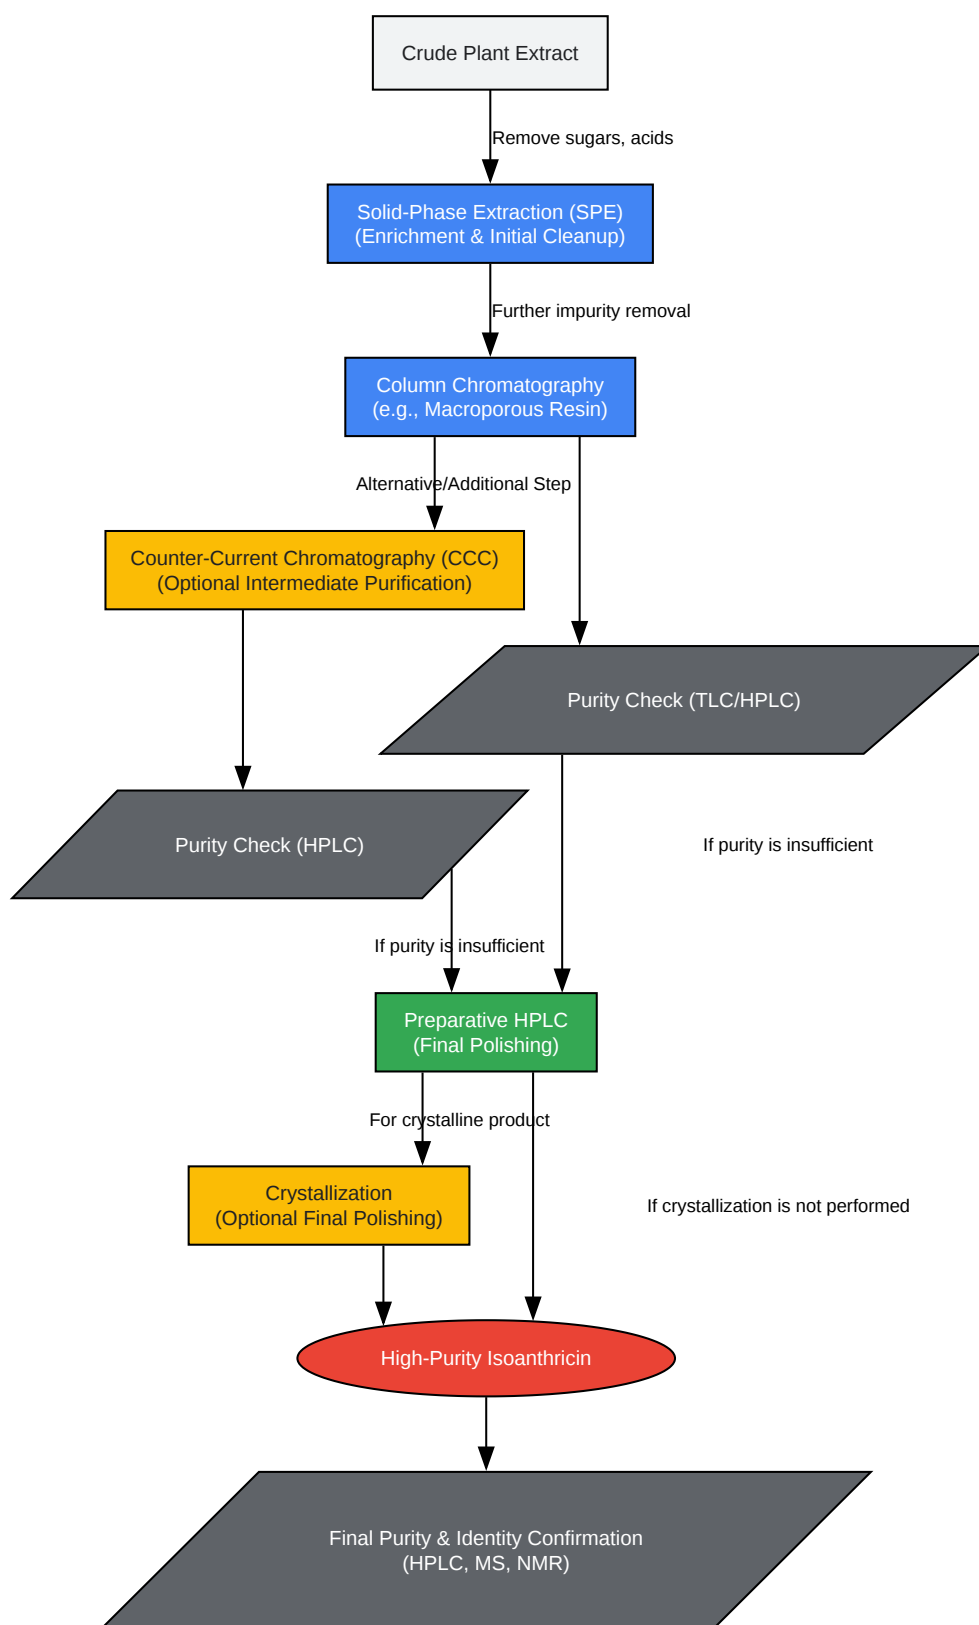 Crude Plant Extract
Remove sugars, acids
Solid-Phase Extraction (SPE)
(Enrichment & Initial Cleanup)
Further impurity removal
Column Chromatography
(e.g., Macroporous Resin)
Alternative/Additional Step
Counter-Current Chromatography (CCC)
(Optional Intermediate Purification)
Purity Check (TLC/HPLC)
Purity Check (HPLC)
If purity is insufficient
If purity is insufficient
Preparative HPLC
(Final Polishing)
For crystalline product
Crystallization
(Optional Final Polishing)
If crystallization is not performed
High-Purity Isoanthricin
Final Purity & Identity Confirmation
(HPLC, MS, NMR)